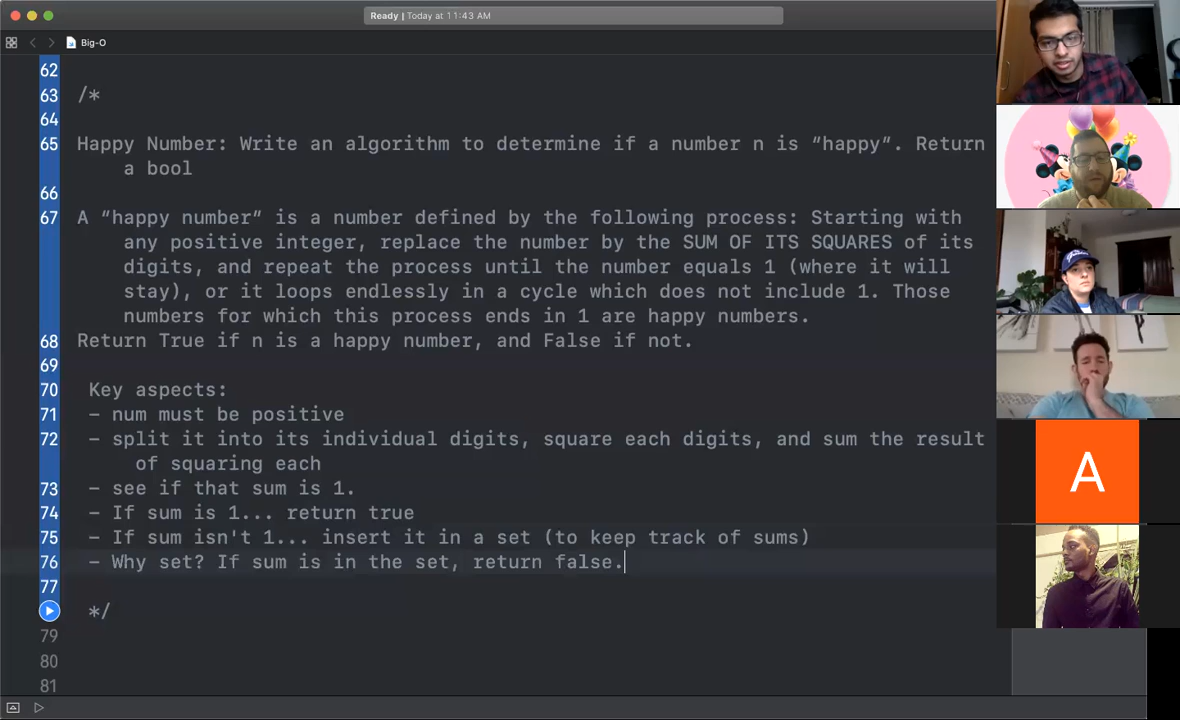 Ready | Today at 11:43 AM
Big-O
62
63 /*
64
65 Happy Number: Write an algorithm to determine if a number n is “happy“. Return
a bool
66
67 A “happy number“ is a number defined by the following process: Starting with
any positive integer, replace the number by the SUM OF ITS SQUARES of its
digits, and repeat the process until the number equals 1 (where it will
stay), or it loops endlessly in a cycle which does not include 1. Those
numbers for which this process ends in 1 are happy numbers.
68 Return True if n is a happy number, and False if not.
69
70 Key aspects:
71 – num must be positive
72 – split it into its individual digits, square each digits, and sum the result
of squaring each
73 – see if that sum is 1.
74 – If sum is 1... return true
75 – If sum isn't 1... insert it in a set (to keep track of sums)
76 – Why set? If sum is in the set, return false.
77
*/
79
80
81
A